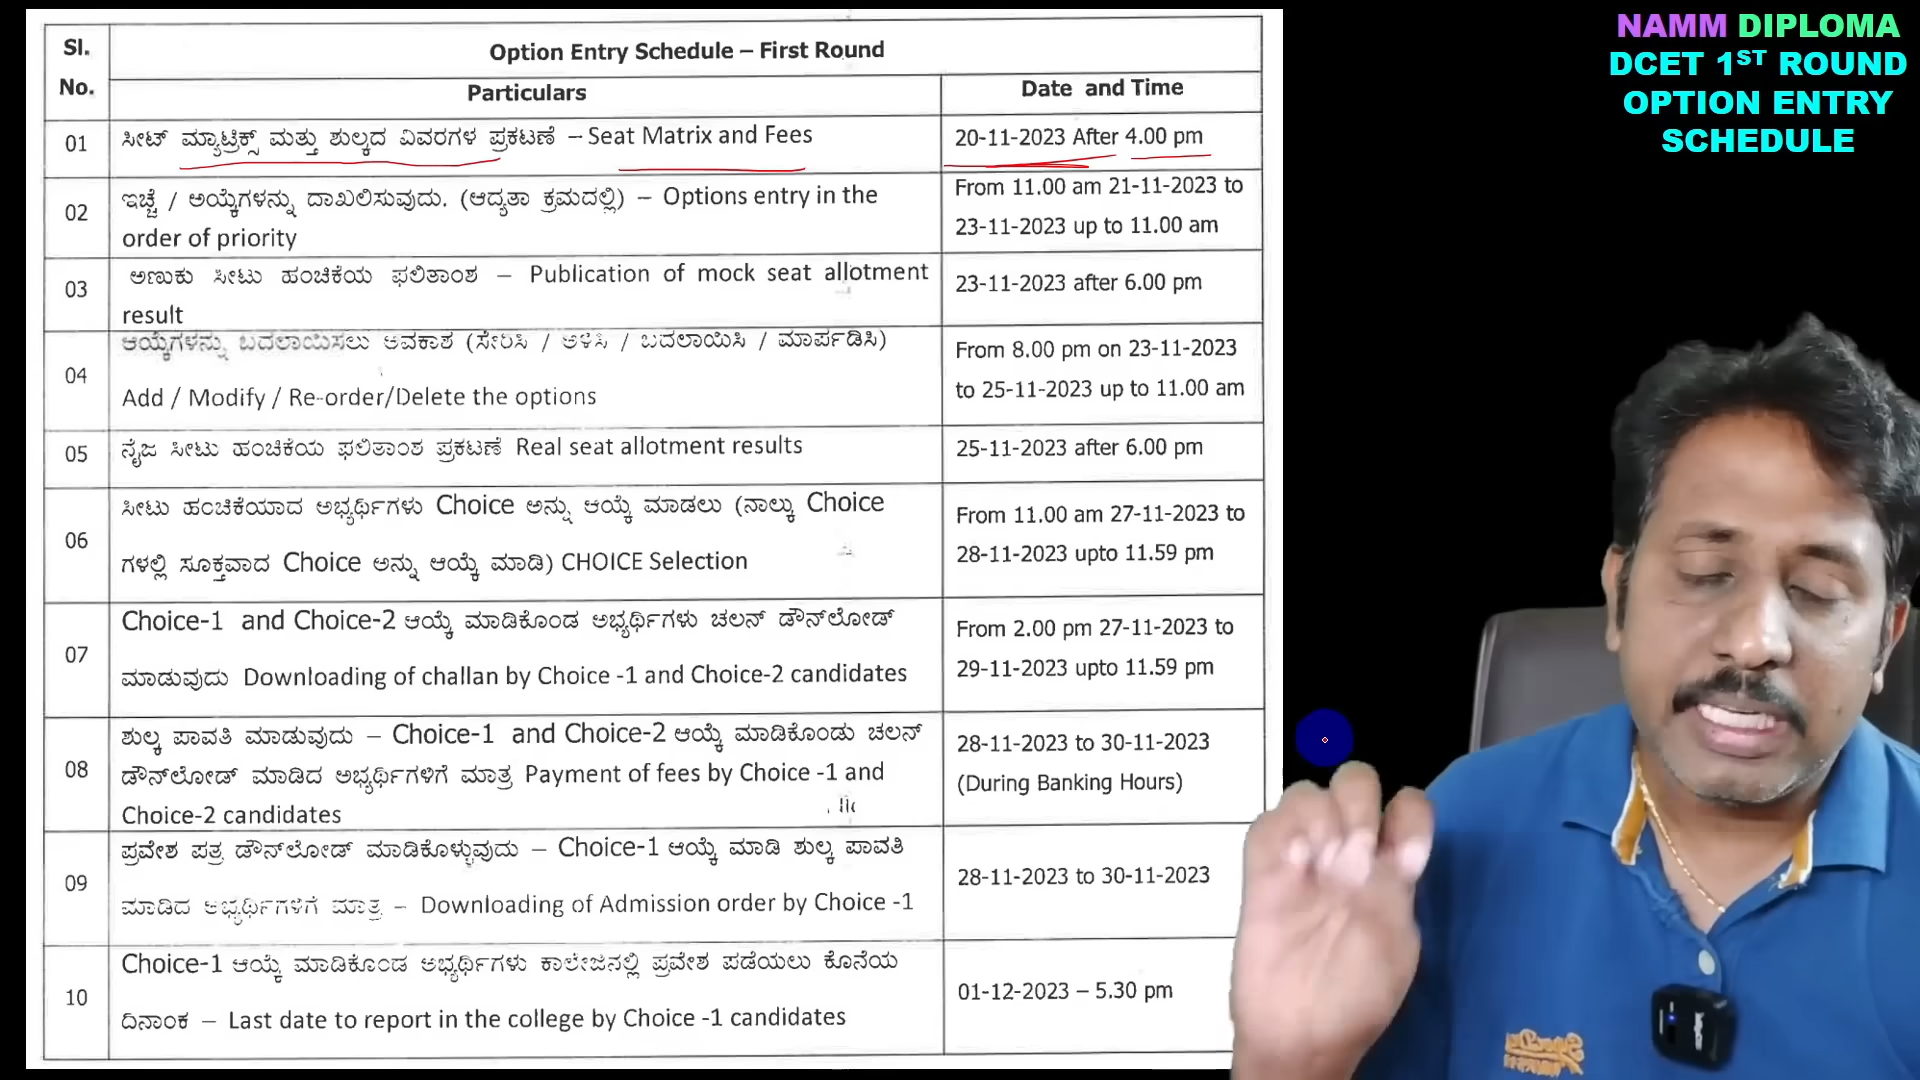 Sl.
No.
Option Entry Schedule – First Round
Particulars
Date and Time
01
ಸೀಟ್ ಮ್ಯಾಟ್ರಿಕ್ಸ್ ಮತ್ತು ಶುಲ್ಕದ ವಿವರಗಳ ಪ್ರಕಟಣೆ – Seat Matrix and Fees
20-11-2023 After 4.00 pm
02
ಇಚ್ಛೆ / ಆಯ್ಕೆಗಳನ್ನು ದಾಖಲಿಸುವುದು. (ಆದ್ಯತಾ ಕ್ರಮದಲ್ಲಿ) – Options entry in the
order of priority
From 11.00 am 21-11-2023 to
23-11-2023 up to 11.00 am
03
ಅಣುಕು ಸೀಟು ಹಂಚಿಕೆಯ ಫಲಿತಾಂಶ – Publication of mock seat allotment
result
23-11-2023 after 6.00 pm
04
ಆಯ್ಕೆಗಳನ್ನು ಬದಲಾಯಿಸಲು ಅವಕಾಶ (ಸೇರಿಸಿ / ಅಳಿಸಿ / ಬದಲಾಯಿಸಿ / ಮಾರ್ಪಡಿಸಿ)
Add / Modify / Re-order/Delete the options
From 8.00 pm on 23-11-2023
to 25-11-2023 up to 11.00 am
05
ನೈಜ ಸೀಟು ಹಂಚಿಕೆಯ ಫಲಿತಾಂಶ ಪ್ರಕಟಣೆ Real seat allotment results
25-11-2023 after 6.00 pm
06
ಸೀಟು ಹಂಚಿಕೆಯಾದ ಅಭ್ಯರ್ಥಿಗಳು Choice ಅನ್ನು ಆಯ್ಕೆ ಮಾಡಲು (ನಾಲ್ಕು Choice
ಗಳಲ್ಲಿ ಸೂಕ್ತವಾದ Choice ಅನ್ನು ಆಯ್ಕೆ ಮಾಡಿ) CHOICE Selection
From 11.00 am 27-11-2023 to
28-11-2023 upto 11.59 pm
07
Choice-1 and Choice-2 ಆಯ್ಕೆ ಮಾಡಿಕೊಂಡ ಅಭ್ಯರ್ಥಿಗಳು ಚಲನ್ ಡೌನ್‌ಲೋಡ್
ಮಾಡುವುದು Downloading of challan by Choice -1 and Choice-2 candidates
From 2.00 pm 27-11-2023 to
29-11-2023 upto 11.59 pm
08
ಶುಲ್ಕ ಪಾವತಿ ಮಾಡುವುದು – Choice-1 and Choice-2 ಆಯ್ಕೆ ಮಾಡಿಕೊಂಡು ಚಲನ್
ಡೌನ್‌ಲೋಡ್ ಮಾಡಿದ ಅಭ್ಯರ್ಥಿಗಳಿಗೆ ಮಾತ್ರ Payment of fees by Choice -1 and
Choice-2 candidates
28-11-2023 to 30-11-2023
(During Banking Hours)
09
ಪ್ರವೇಶ ಪತ್ರ ಡೌನ್‌ಲೋಡ್ ಮಾಡಿಕೊಳ್ಳುವುದು – Choice-1 ಆಯ್ಕೆ ಮಾಡಿ ಶುಲ್ಕ ಪಾವತಿ
ಮಾಡಿದ ಅಭ್ಯರ್ಥಿಗಳಿಗೆ ಮಾತ್ರ – Downloading of Admission order by Choice -1
28-11-2023 to 30-11-2023
10
Choice-1 ಆಯ್ಕೆ ಮಾಡಿಕೊಂಡ ಅಭ್ಯರ್ಥಿಗಳು ಕಾಲೇಜಿನಲ್ಲಿ ಪ್ರವೇಶ ಪಡೆಯಲು ಕೊನೆಯ
ದಿನಾಂಕ – Last date to report in the college by Choice -1 candidates
01-12-2023 – 5.30 pm
NAMM DIPLOMA
DCET 1ST ROUND
OPTION ENTRY
SCHEDULE